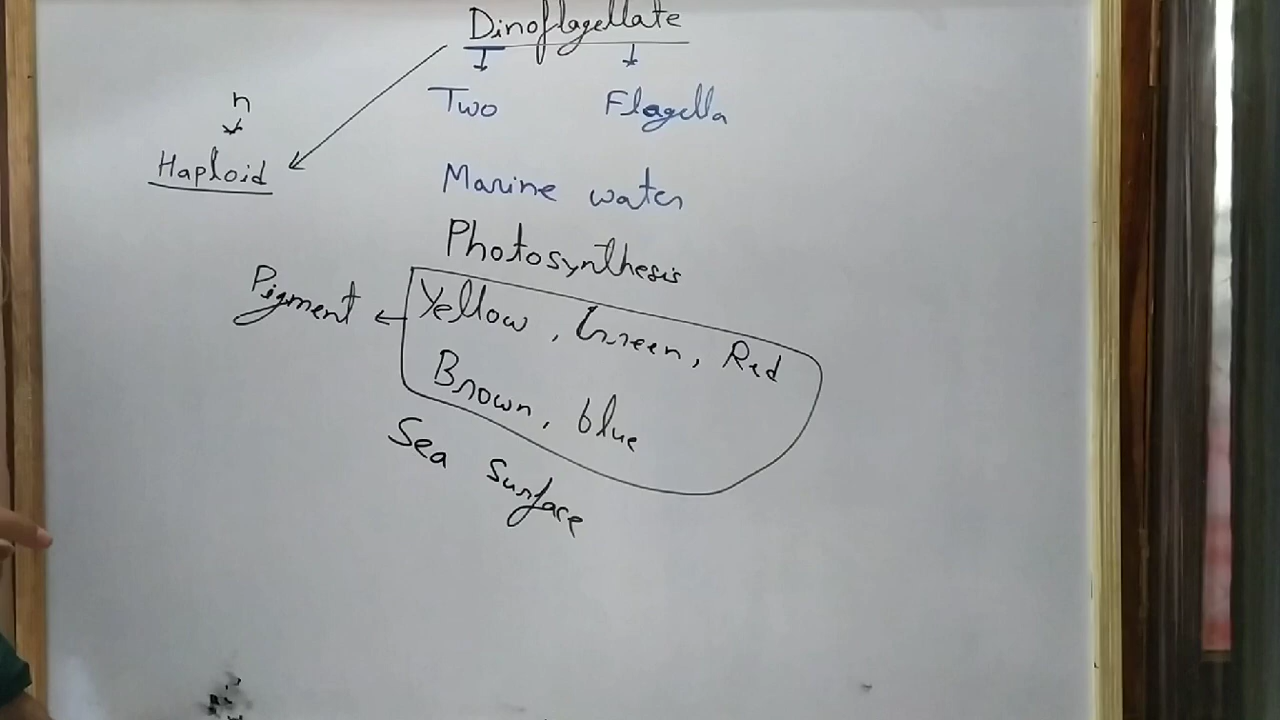 Dinoflagellate
Two Flagella
n
Haploid
Marine water
Photosynthesis
Pigment
Yellow, Green, Red
Brown, blue
Sea Surface